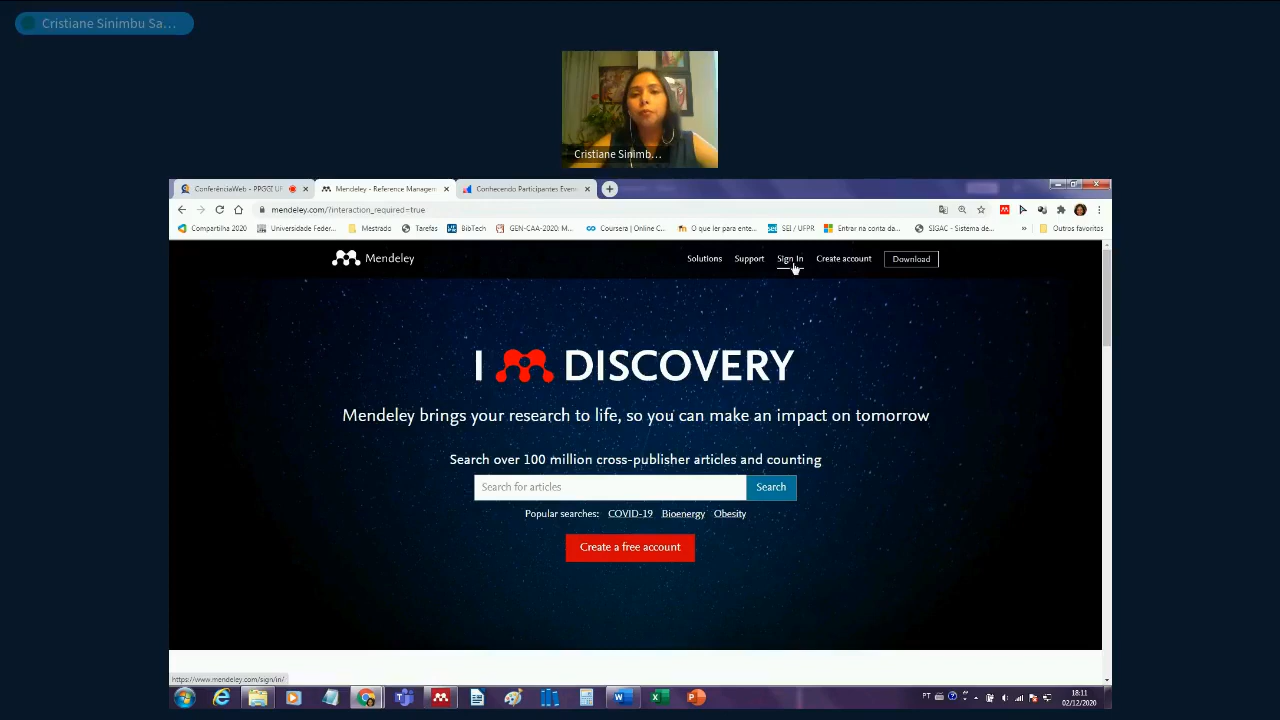 Cristiane Sinimbu Sa...
Cristiane Sinimb...
ConferênciaWeb - PPGGI UF
Mendeley - Reference Managem
Conhecendo Participantes Even
mendeley.com/?interaction_required=true
Compartilha 2020
Universidade Feder...
Mestrado
Tarefas
BibTech
GEN-CAA-2020: M...
Coursera | Online C...
O que ler para ente...
SEI / UFPR
Entrar na conta da...
SIGAC - Sistema de...
»
Outros favoritos
Mendeley
Solutions
Support
Sign In
Create account
Download
I DISCOVERY
Mendeley brings your research to life, so you can make an impact on tomorrow
Search over 100 million cross-publisher articles and counting
Search for articles
Search
Popular searches: COVID-19 Bioenergy Obesity
Create a free account
https://www.mendeley.com/sign/in/
PT
18:11
02/12/2020